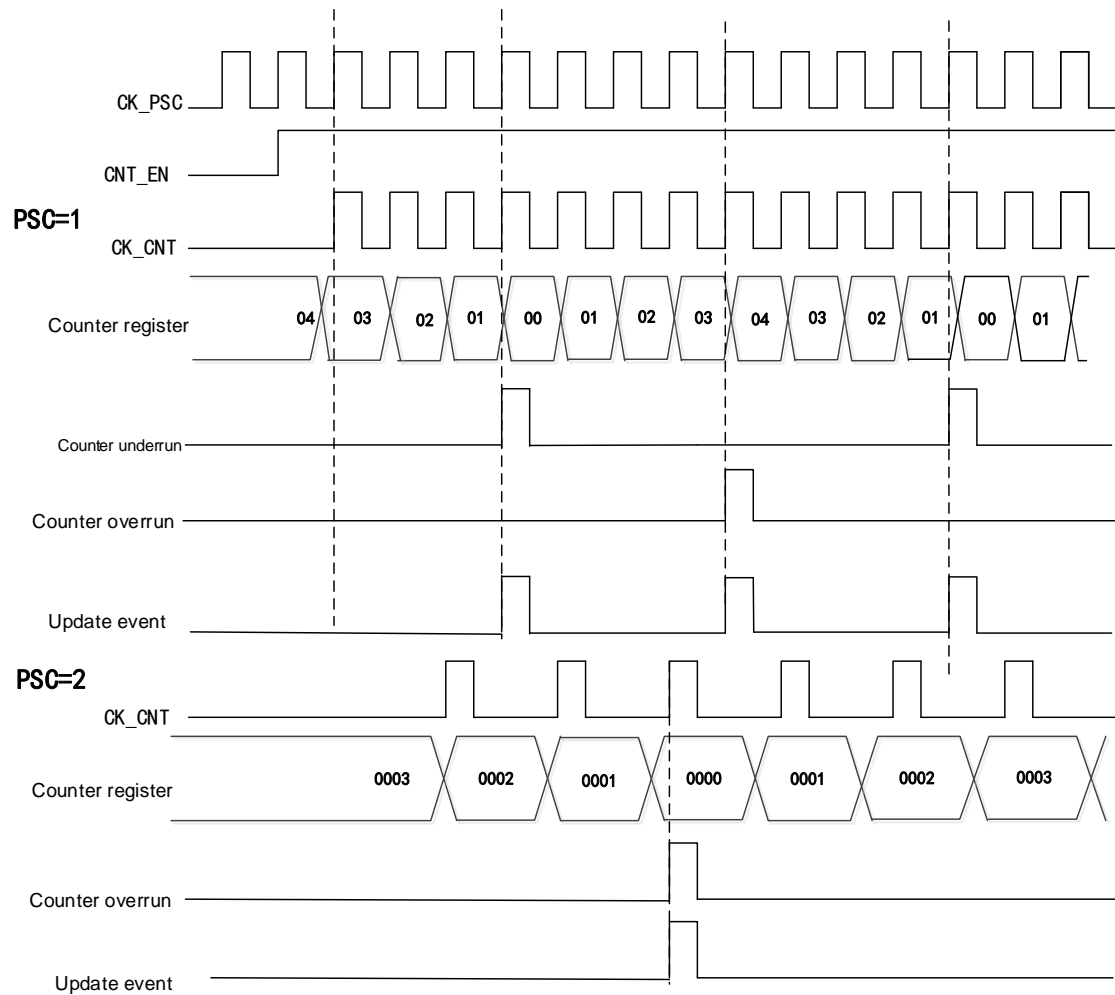 CK_PSC
CNT_EN
PSC=1
CK_CNT
Counter register 04 03 02 01 00 01 02 03 04 03 02 01 00 01
Counter underrun
Counter overrun
Update event
PSC=2
CK_CNT
Counter register 0003 0002 0001 0000 0001 0002 0003
Counter overrun
Update event